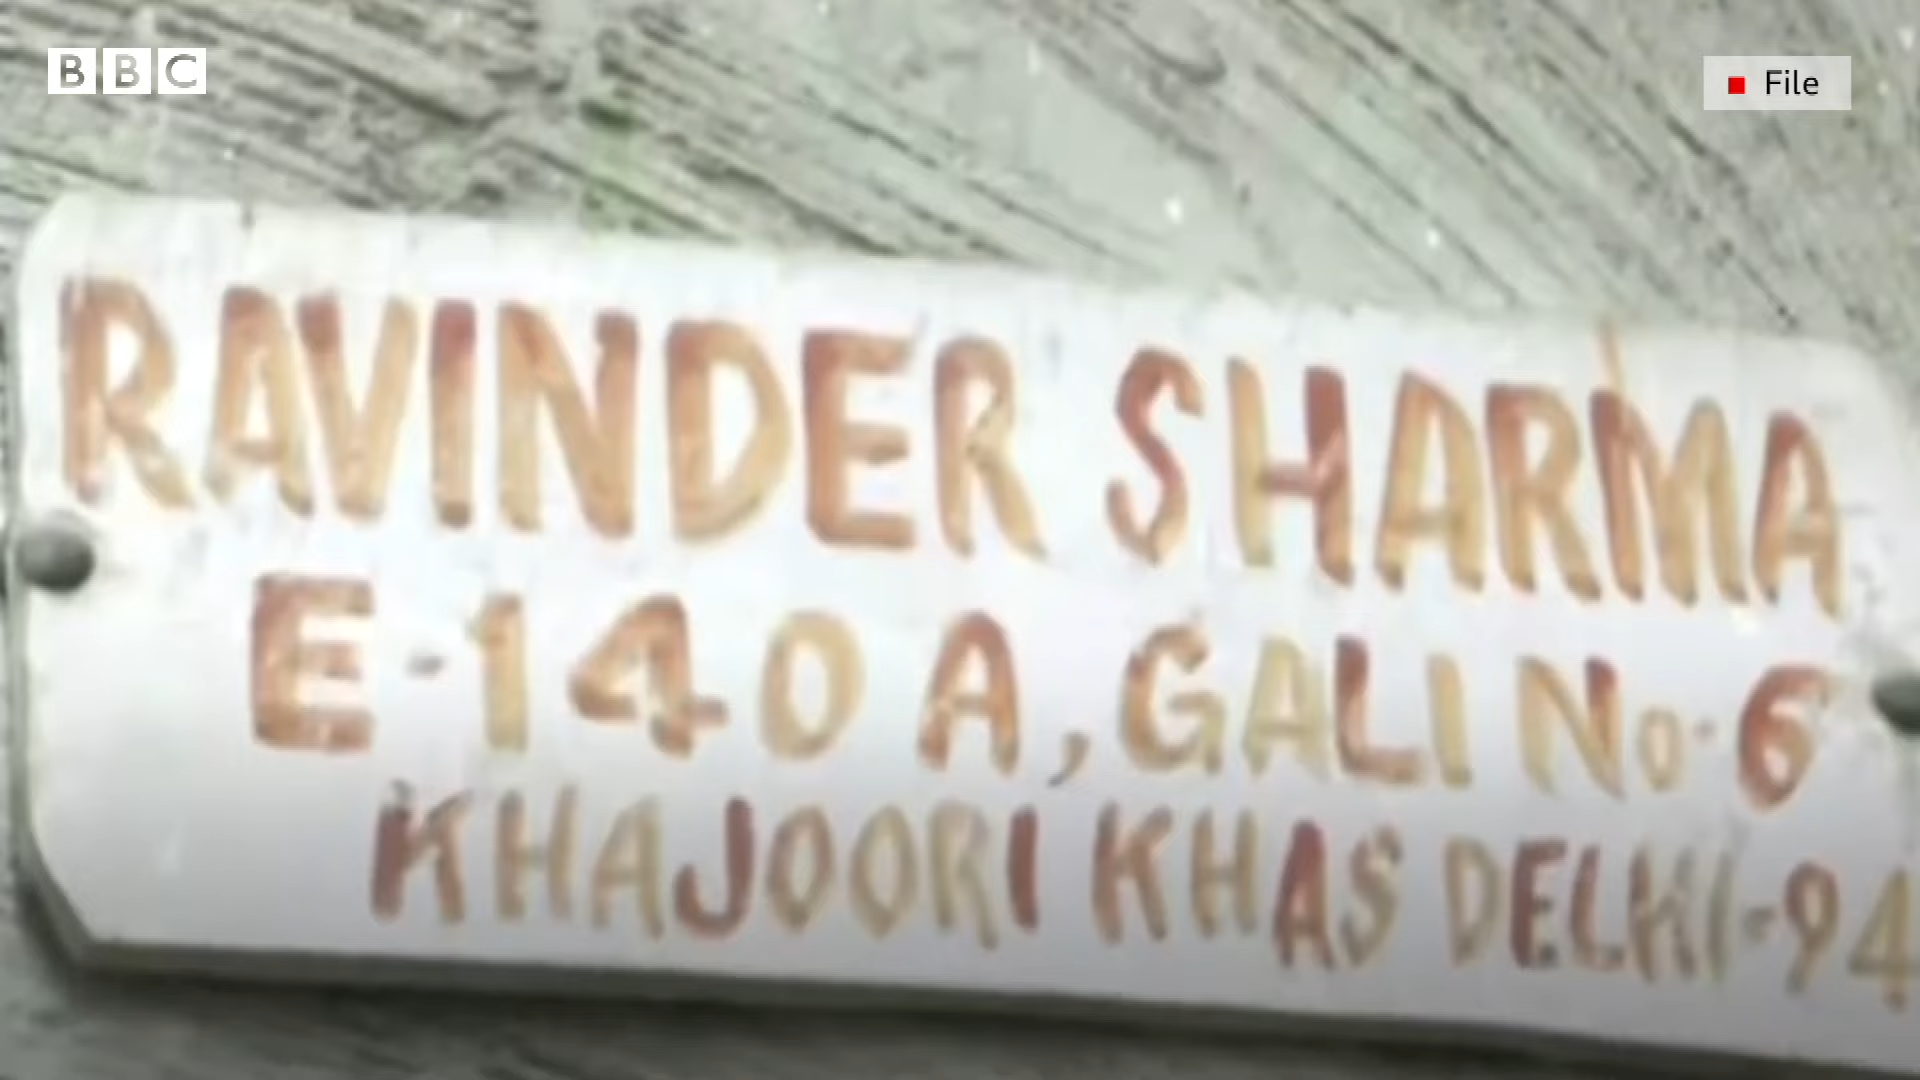 BBC
File
RAVINDER SHARMA
E-140 A, GALI No. 6
KHAJOORI KHAS DELHI-94